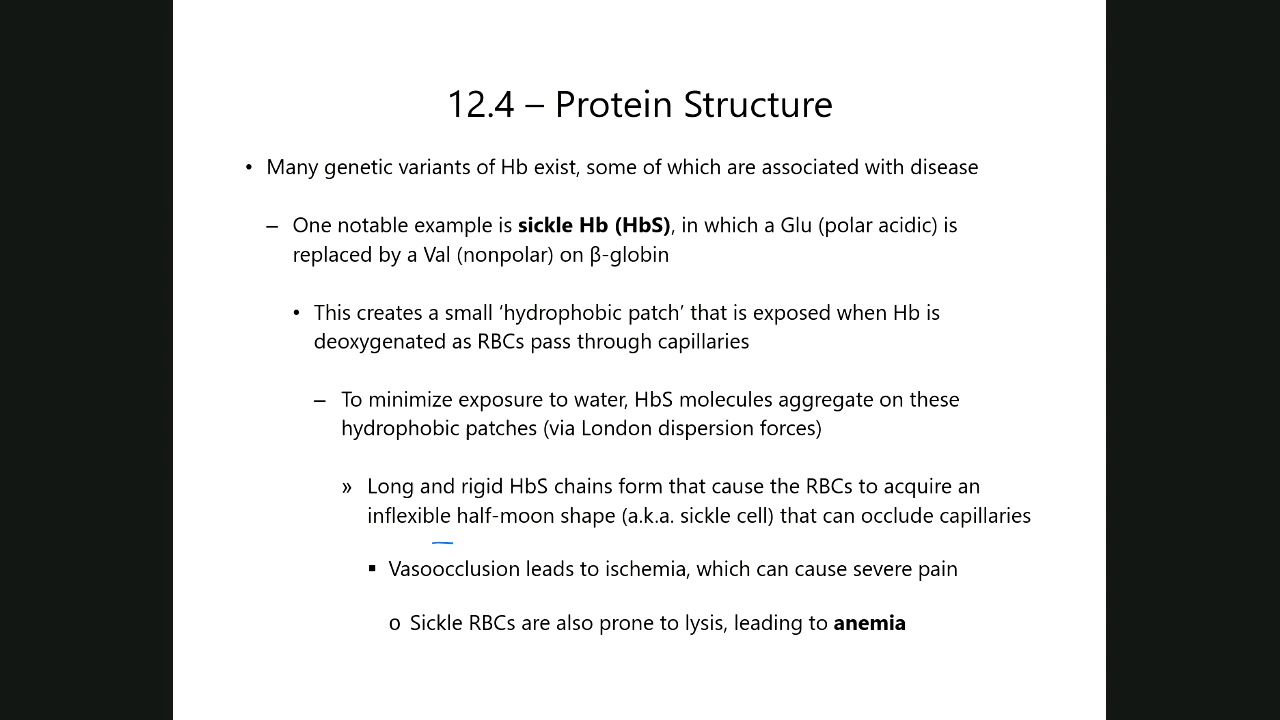 12.4 – Protein Structure
• Many genetic variants of Hb exist, some of which are associated with disease
– One notable example is sickle Hb (HbS), in which a Glu (polar acidic) is
replaced by a Val (nonpolar) on β-globin
• This creates a small ‘hydrophobic patch’ that is exposed when Hb is
deoxygenated as RBCs pass through capillaries
– To minimize exposure to water, HbS molecules aggregate on these
hydrophobic patches (via London dispersion forces)
» Long and rigid HbS chains form that cause the RBCs to acquire an
inflexible half-moon shape (a.k.a. sickle cell) that can occlude capillaries
▪ Vasoocclusion leads to ischemia, which can cause severe pain
o Sickle RBCs are also prone to lysis, leading to anemia